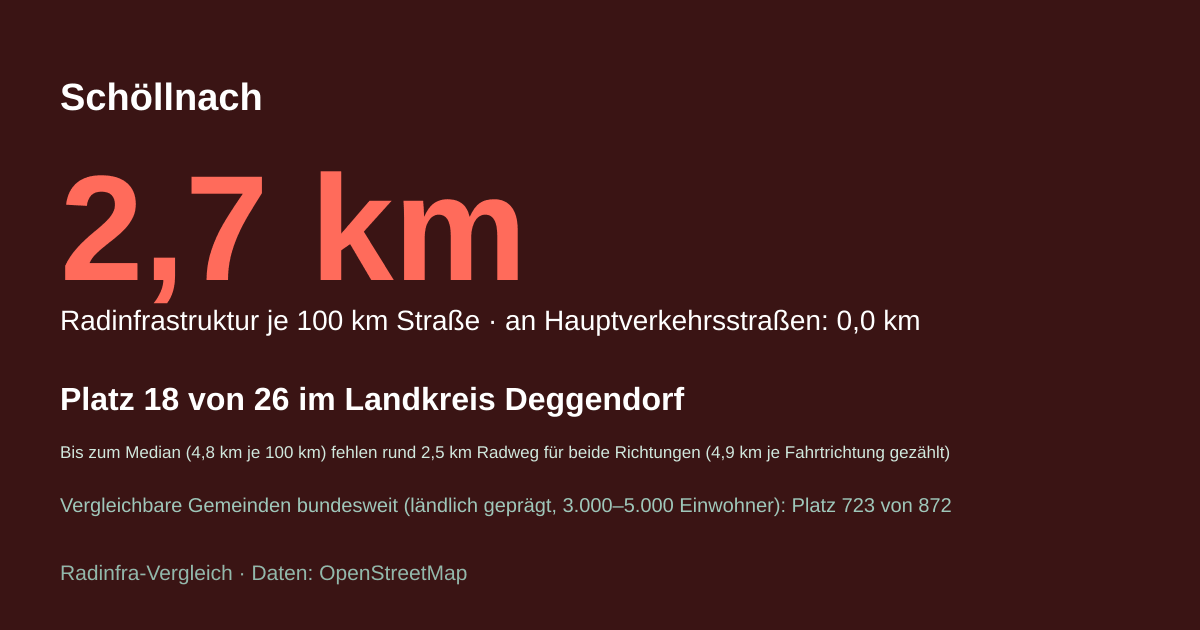 Schöllnach
2,7 km
Radinfrastruktur je 100 km Straße · an Hauptverkehrsstraßen: 0,0 km
Platz 18 von 26 im Landkreis Deggendorf
Bis zum Median (4,8 km je 100 km) fehlen rund 2,5 km Radweg für beide Richtungen (4,9 km je Fahrtrichtung gezählt)
Vergleichbare Gemeinden bundesweit (ländlich geprägt, 3.000–5.000 Einwohner): Platz 723 von 872
Radinfra-Vergleich · Daten: OpenStreetMap